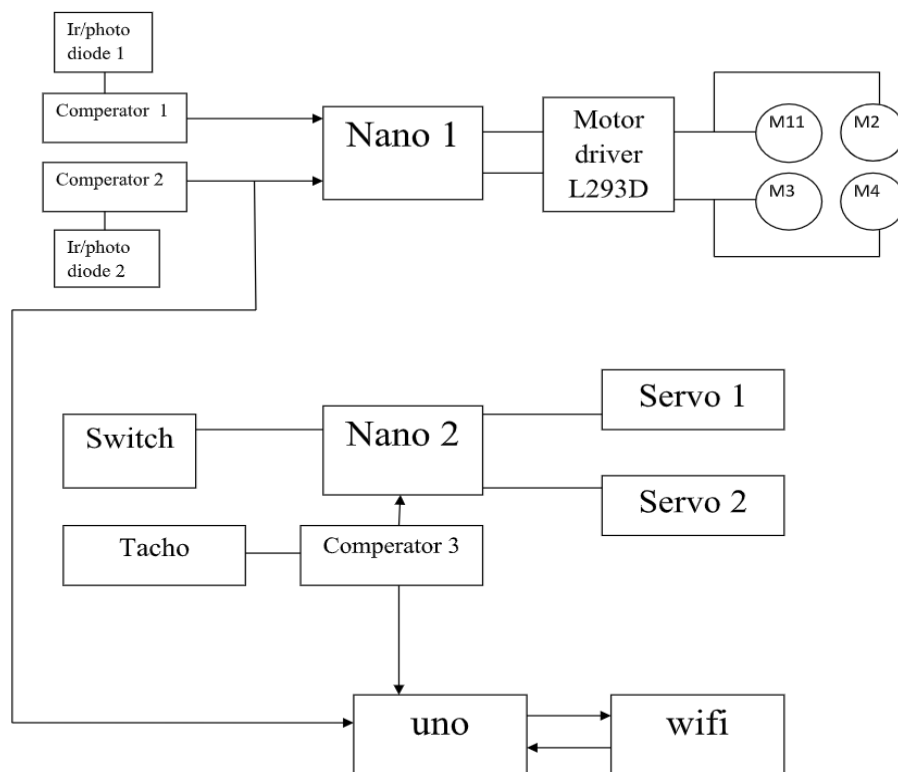 Ir/photo
diode 1
Comperator 1
Nano 1
Motor
driver
L293D
M11
M2
Comperator 2
M3
M4
Ir/photo
diode 2
Servo 1
Switch
Nano 2
Servo 2
Tacho
Comperator 3
uno
wifi